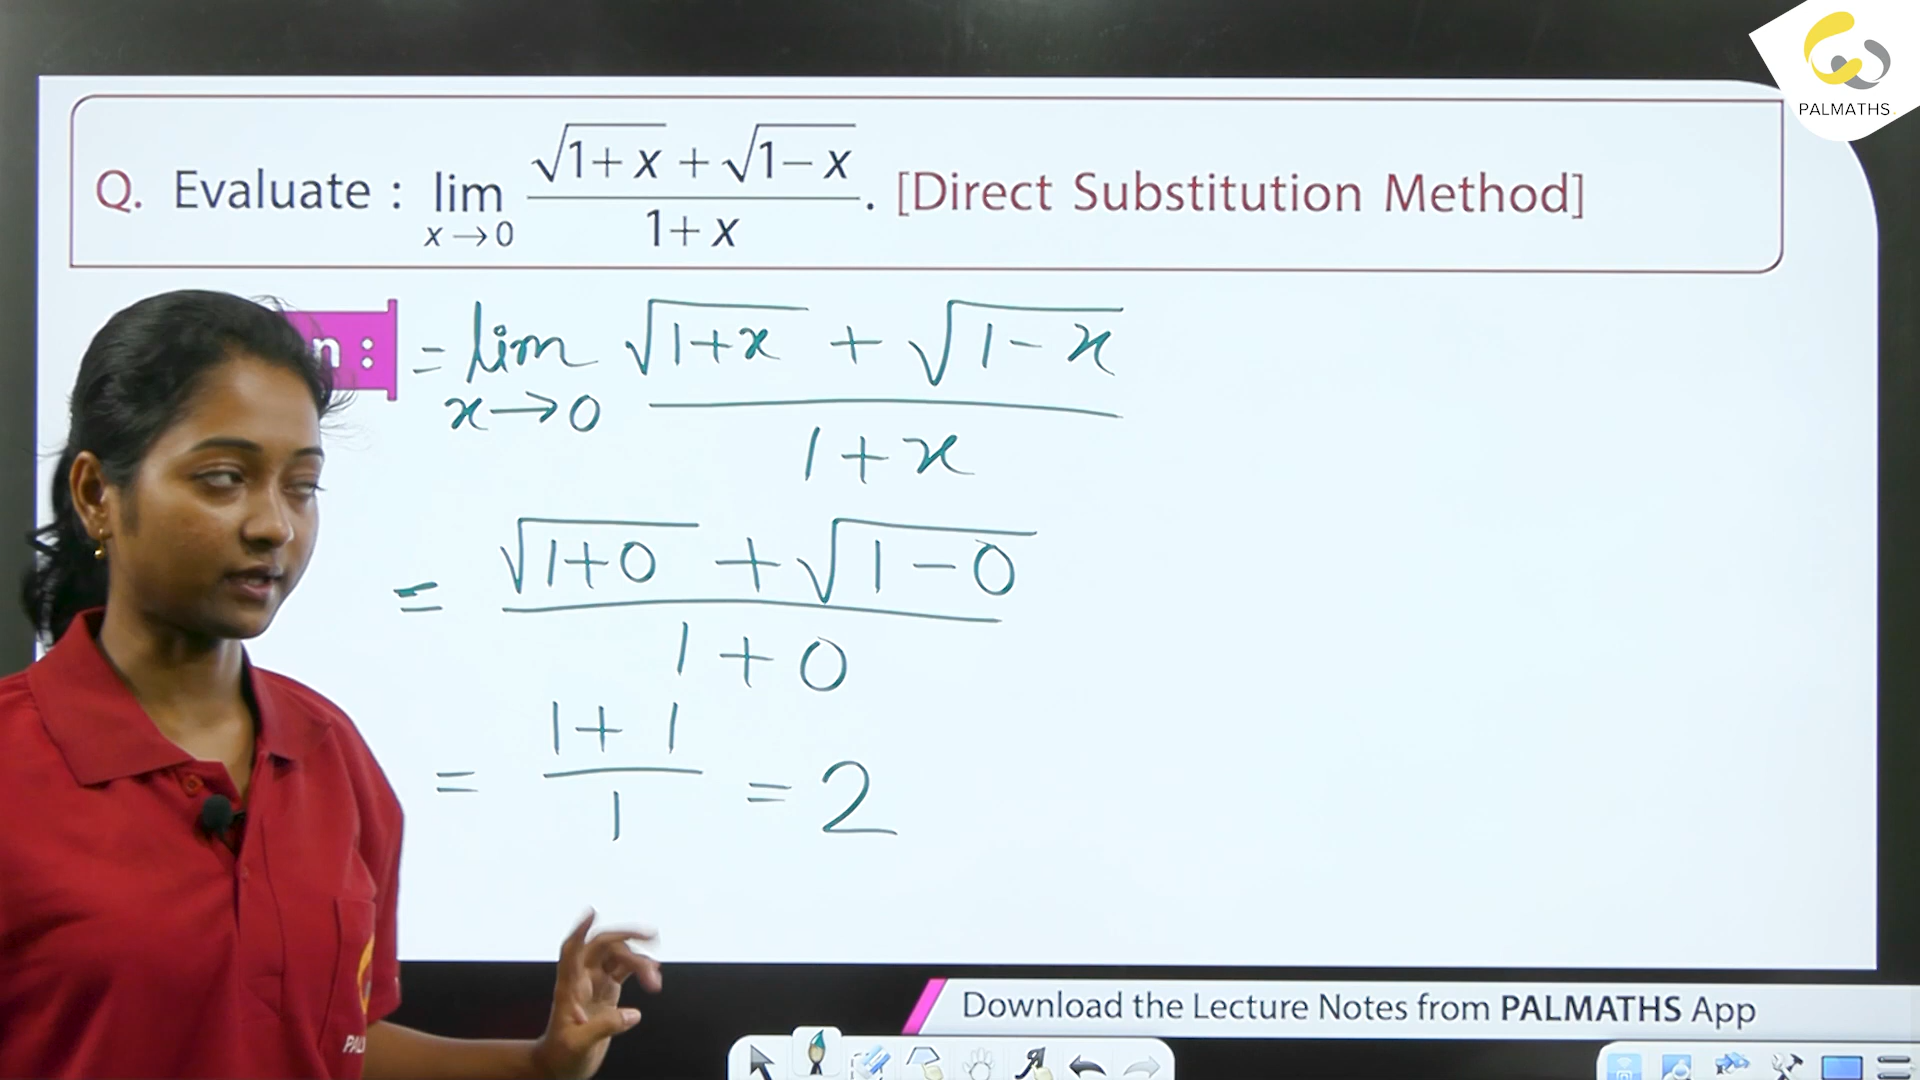 PALMATHS
Q. Evaluate : lim x→0 (√(1+x) + √(1−x)) / (1+x). [Direct Substitution Method]
n :
= lim x→0 (√(1+x) + √(1−x)) / (1+x)
= (√(1+0) + √(1−0)) / (1+0)
= (1+1) / 1 = 2
Download the Lecture Notes from PALMATHS App